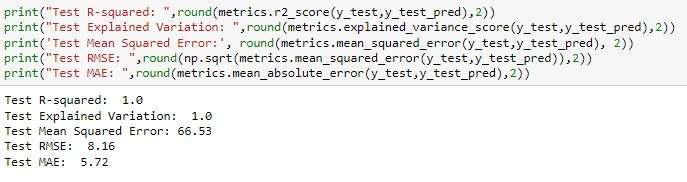 print("Test R-squared: ",round(metrics.r2_score(y_test,y_test_pred),2))
print("Test Explained Variation: ",round(metrics.explained_variance_score(y_test,y_test_pred),2))
print('Test Mean Squared Error:', round(metrics.mean_squared_error(y_test,y_test_pred), 2))
print("Test RMSE: ",round(np.sqrt(metrics.mean_squared_error(y_test,y_test_pred)),2))
print("Test MAE: ",round(metrics.mean_absolute_error(y_test,y_test_pred),2))
Test R-squared:  1.0
Test Explained Variation:  1.0
Test Mean Squared Error: 66.53
Test RMSE:  8.16
Test MAE:  5.72